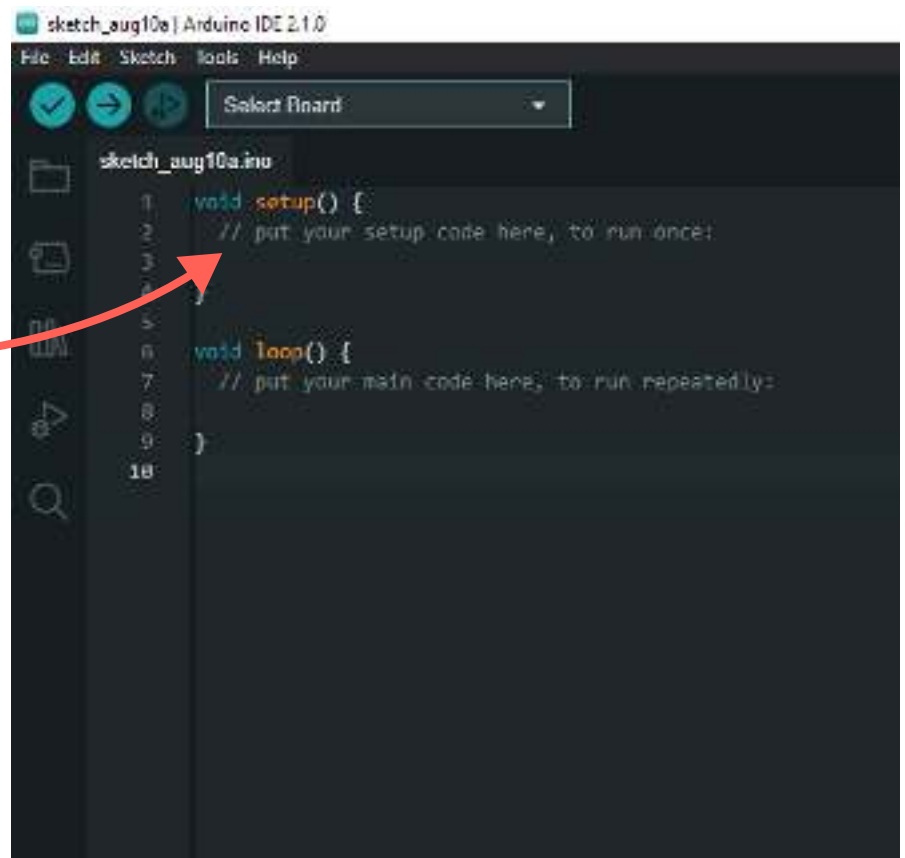 sketch_aug10a | Arduino IDE 2.1.0
File Edit Sketch Tools Help
Select Board
sketch_aug10a.ino
1 void setup() {
2 // put your setup code here, to run once:
3
4 }
5
6 void loop() {
7 // put your main code here, to run repeatedly:
8
9 }
10